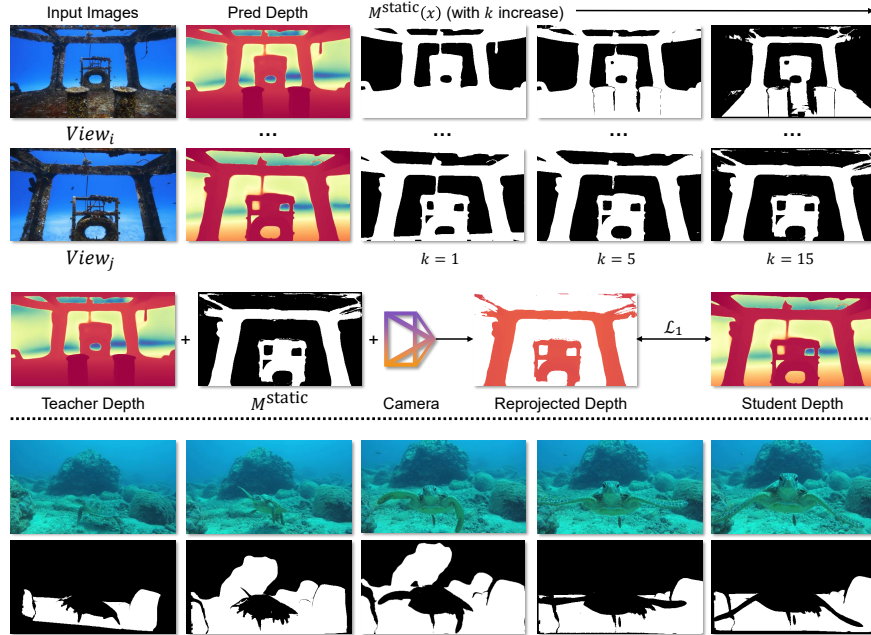 Input Images Pred Depth M^static(x) (with k increase)
View_i ... ... ... ...
View_j k = 1 k = 5 k = 15
+ + ℒ_1
Teacher Depth M^static Camera Reprojected Depth Student Depth